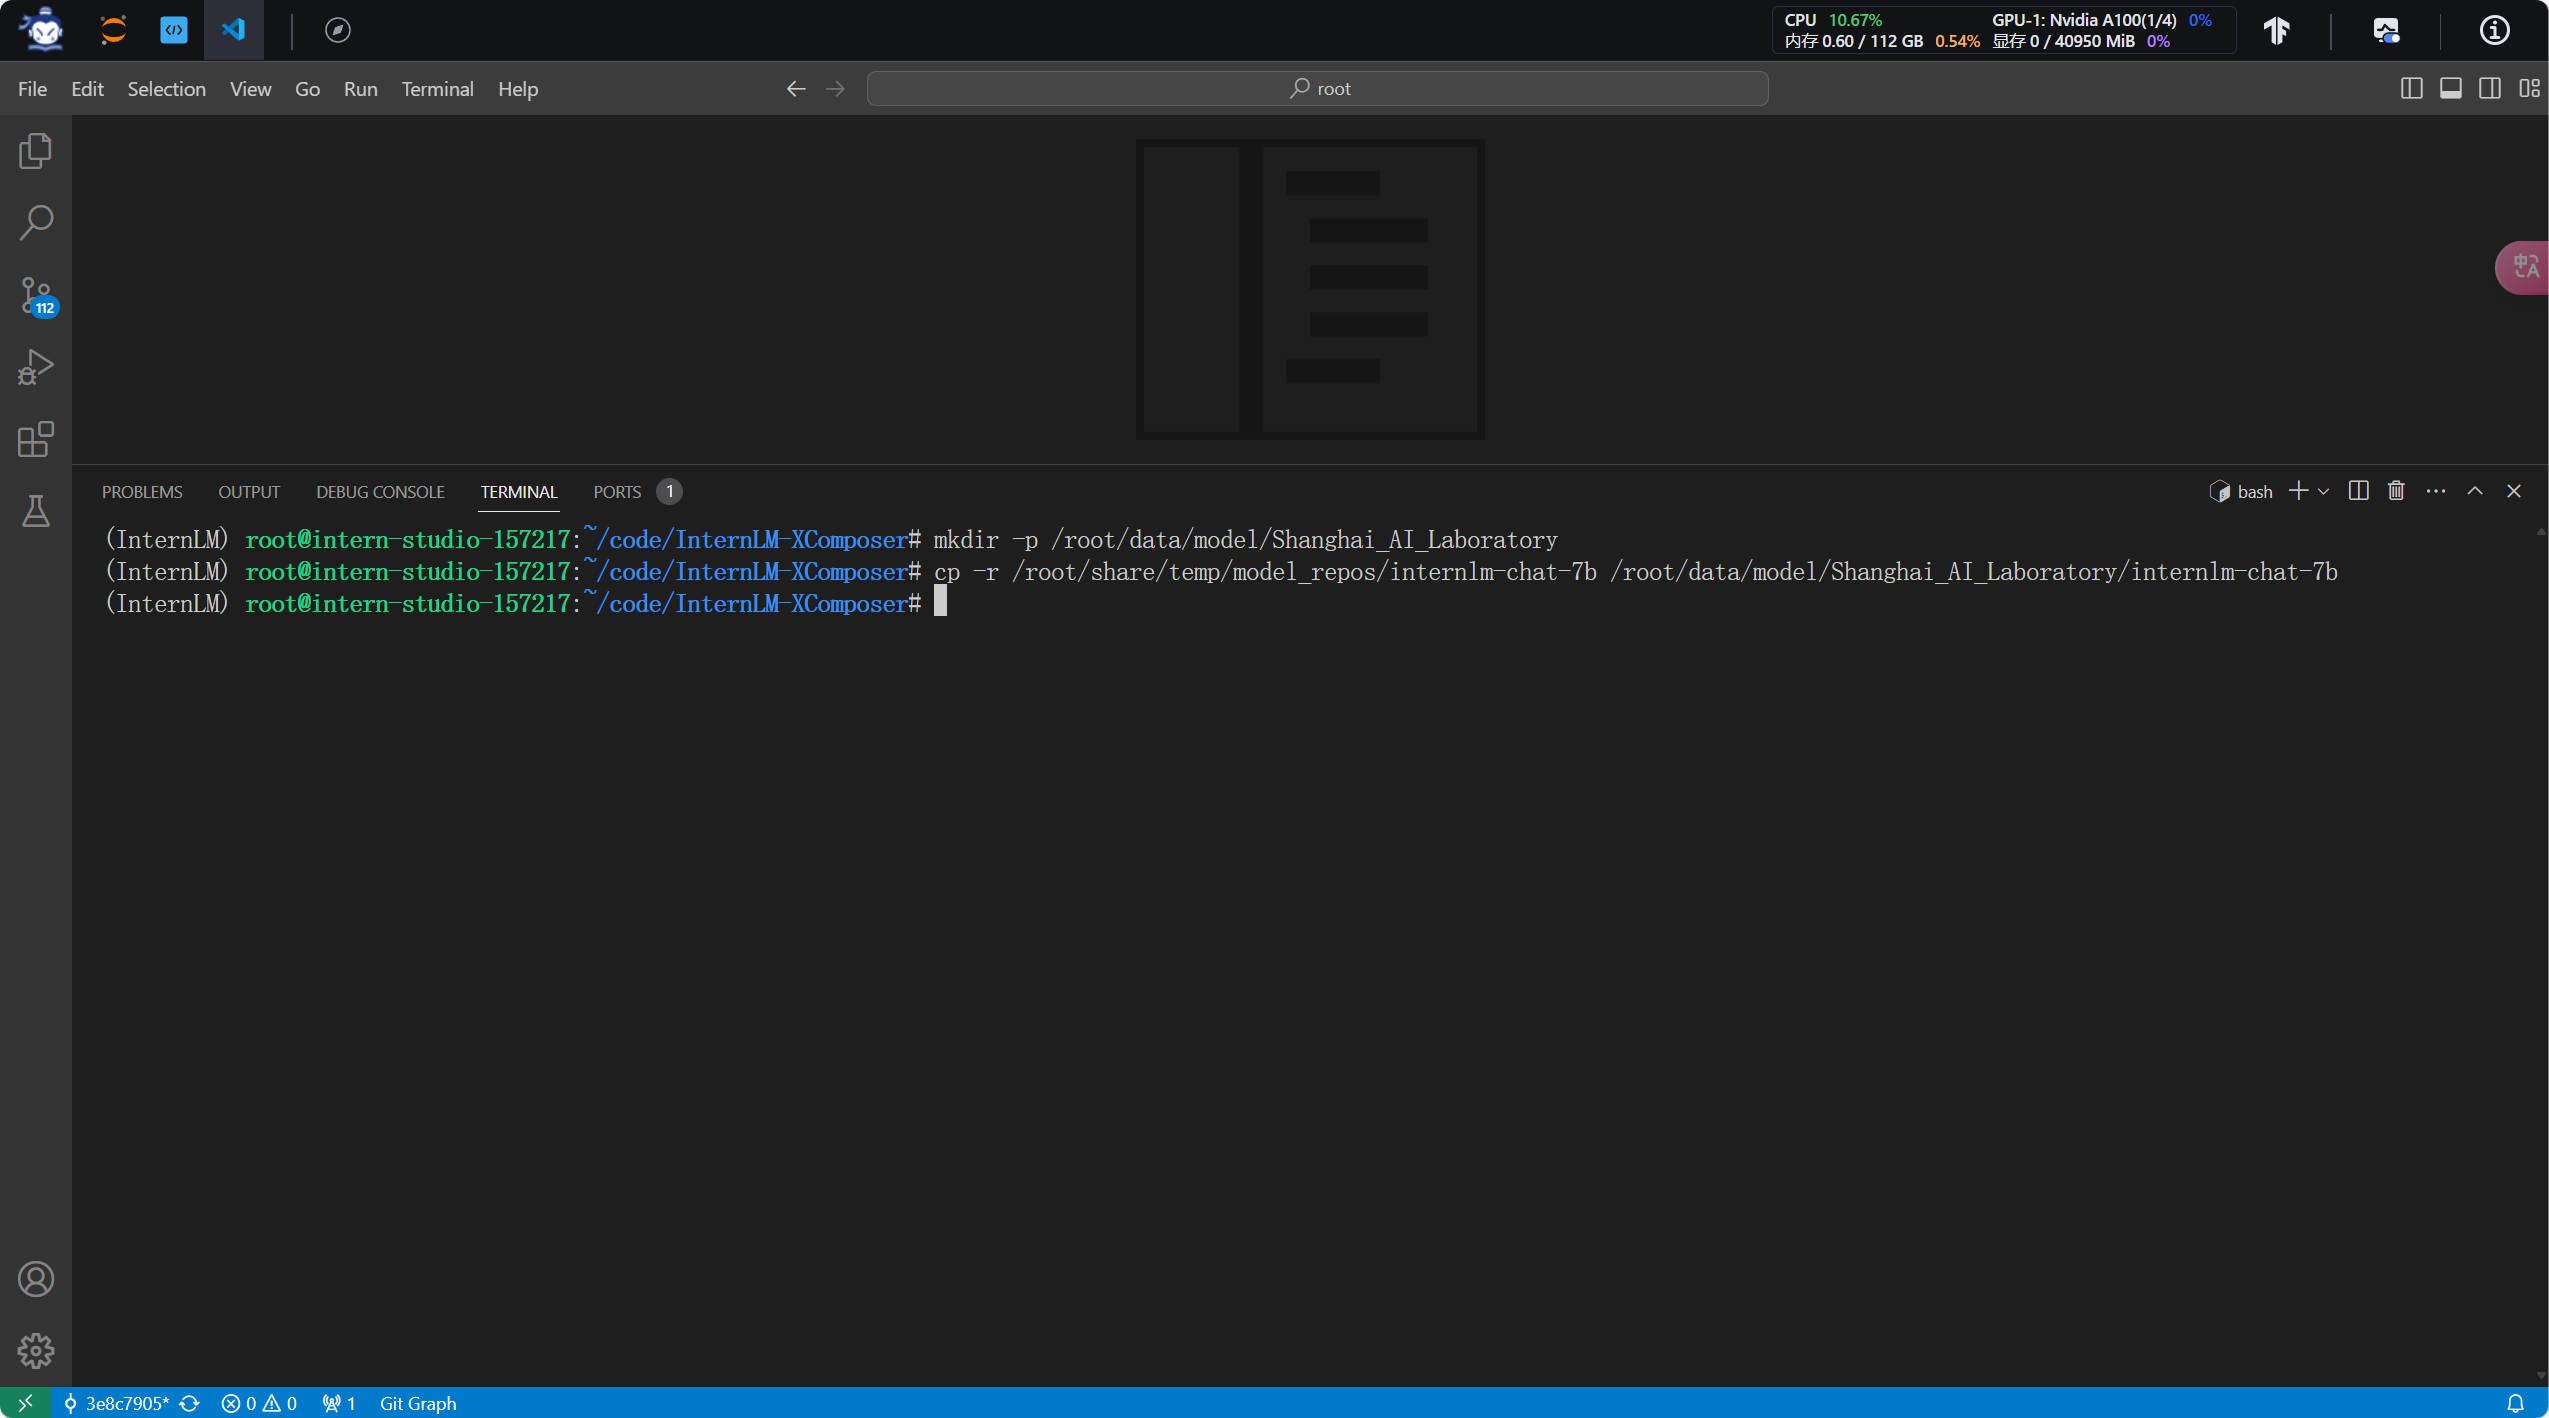 CPU 10.67% GPU-1: Nvidia A100(1/4) 0%
内存 0.60 / 112 GB 0.54% 显存 0 / 40950 MiB 0%
File Edit Selection View Go Run Terminal Help root
112
中A
PROBLEMS OUTPUT DEBUG CONSOLE TERMINAL PORTS 1 bash
(InternLM) root@intern-studio-157217:~/code/InternLM-XComposer# mkdir -p /root/data/model/Shanghai_AI_Laboratory
(InternLM) root@intern-studio-157217:~/code/InternLM-XComposer# cp -r /root/share/temp/model_repos/internlm-chat-7b /root/data/model/Shanghai_AI_Laboratory/internlm-chat-7b
(InternLM) root@intern-studio-157217:~/code/InternLM-XComposer#
3e8c7905* 0 0 1 Git Graph